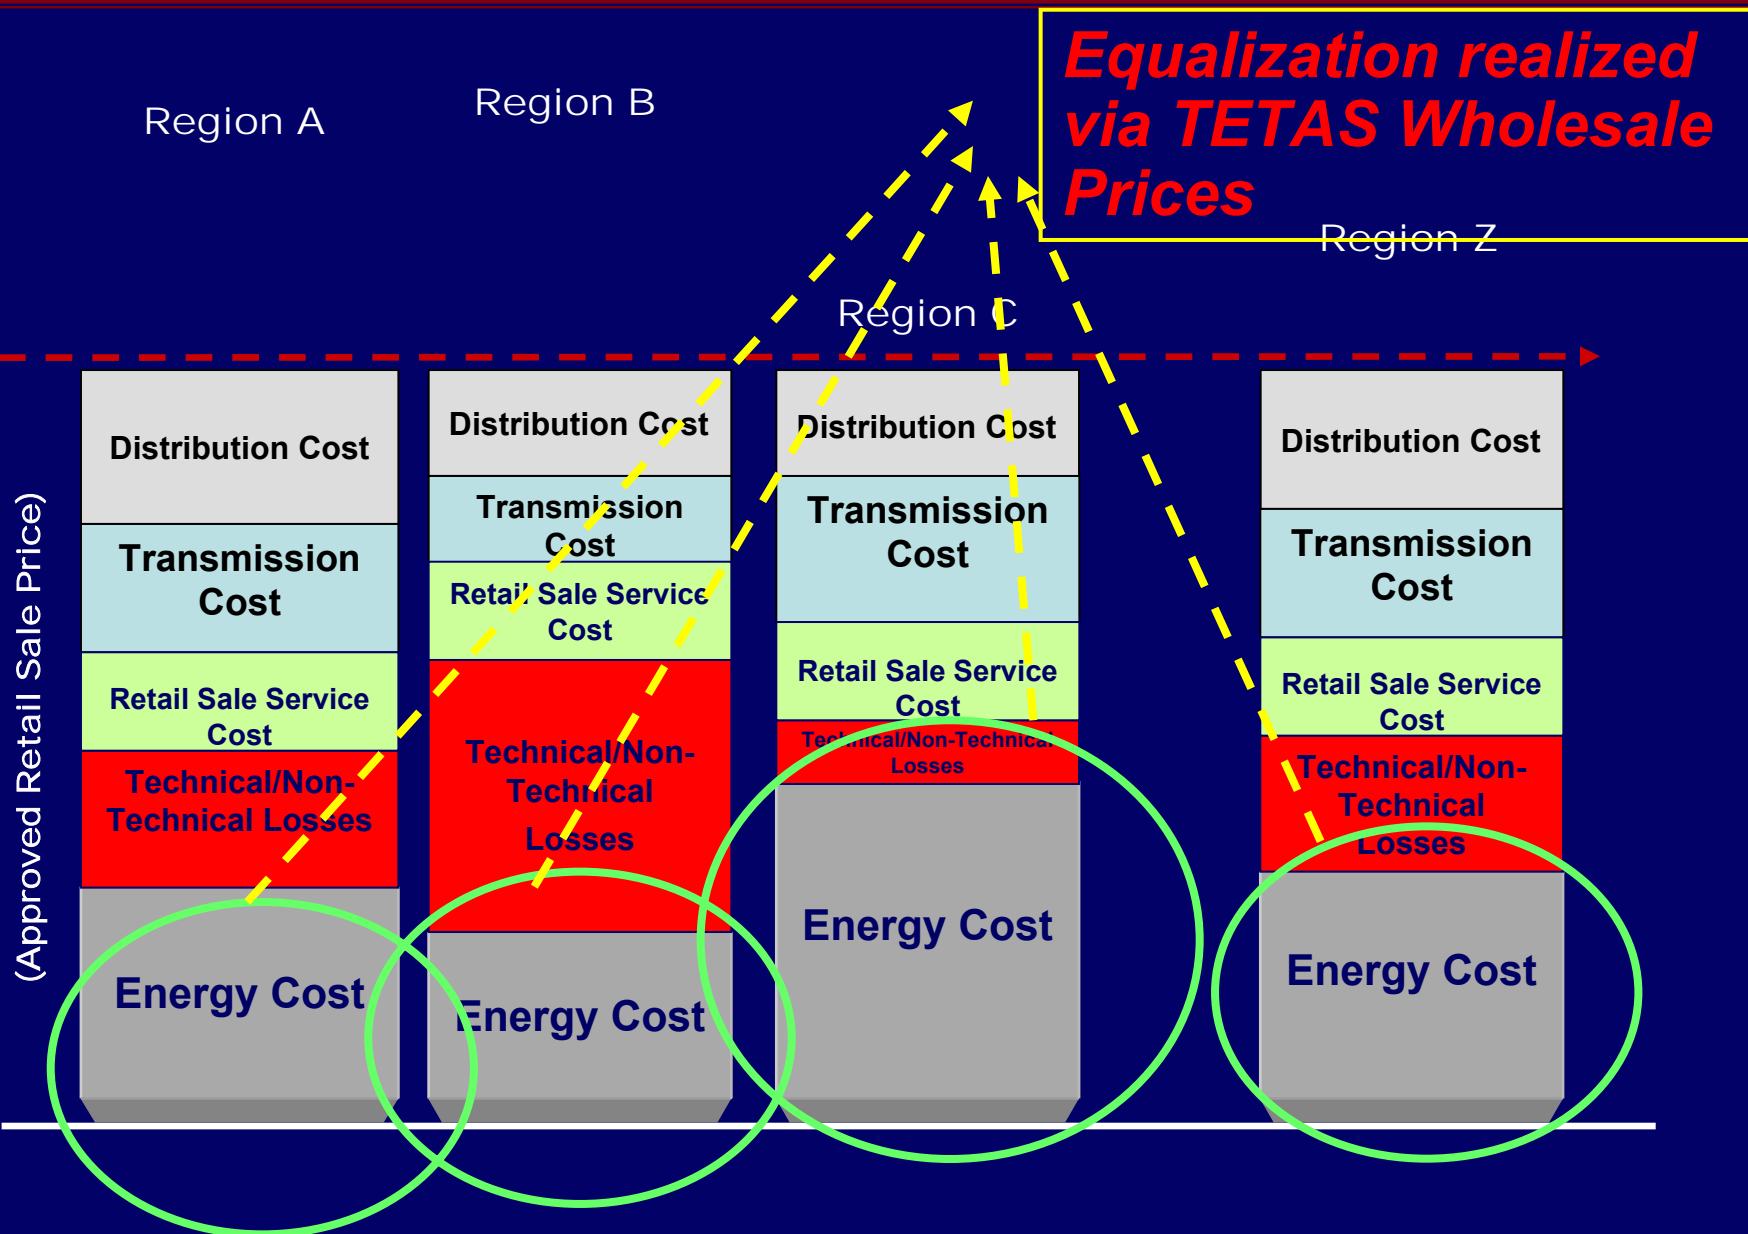 Equalization realized
via TETAS Wholesale
Prices
Region A
Region B
Region C
Region Z
(Approved Retail Sale Price)
Distribution Cost
Transmission
Cost
Retail Sale Service
Cost
Technical/Non-
Technical Losses
Energy Cost
Distribution Cost
Transmission
Cost
Retail Sale Service
Cost
Technical/Non-
Technical
Losses
Energy Cost
Distribution Cost
Transmission
Cost
Retail Sale Service
Cost
Technical/Non-Technical
Losses
Energy Cost
Distribution Cost
Transmission
Cost
Retail Sale Service
Cost
Technical/Non-
Technical
Losses
Energy Cost